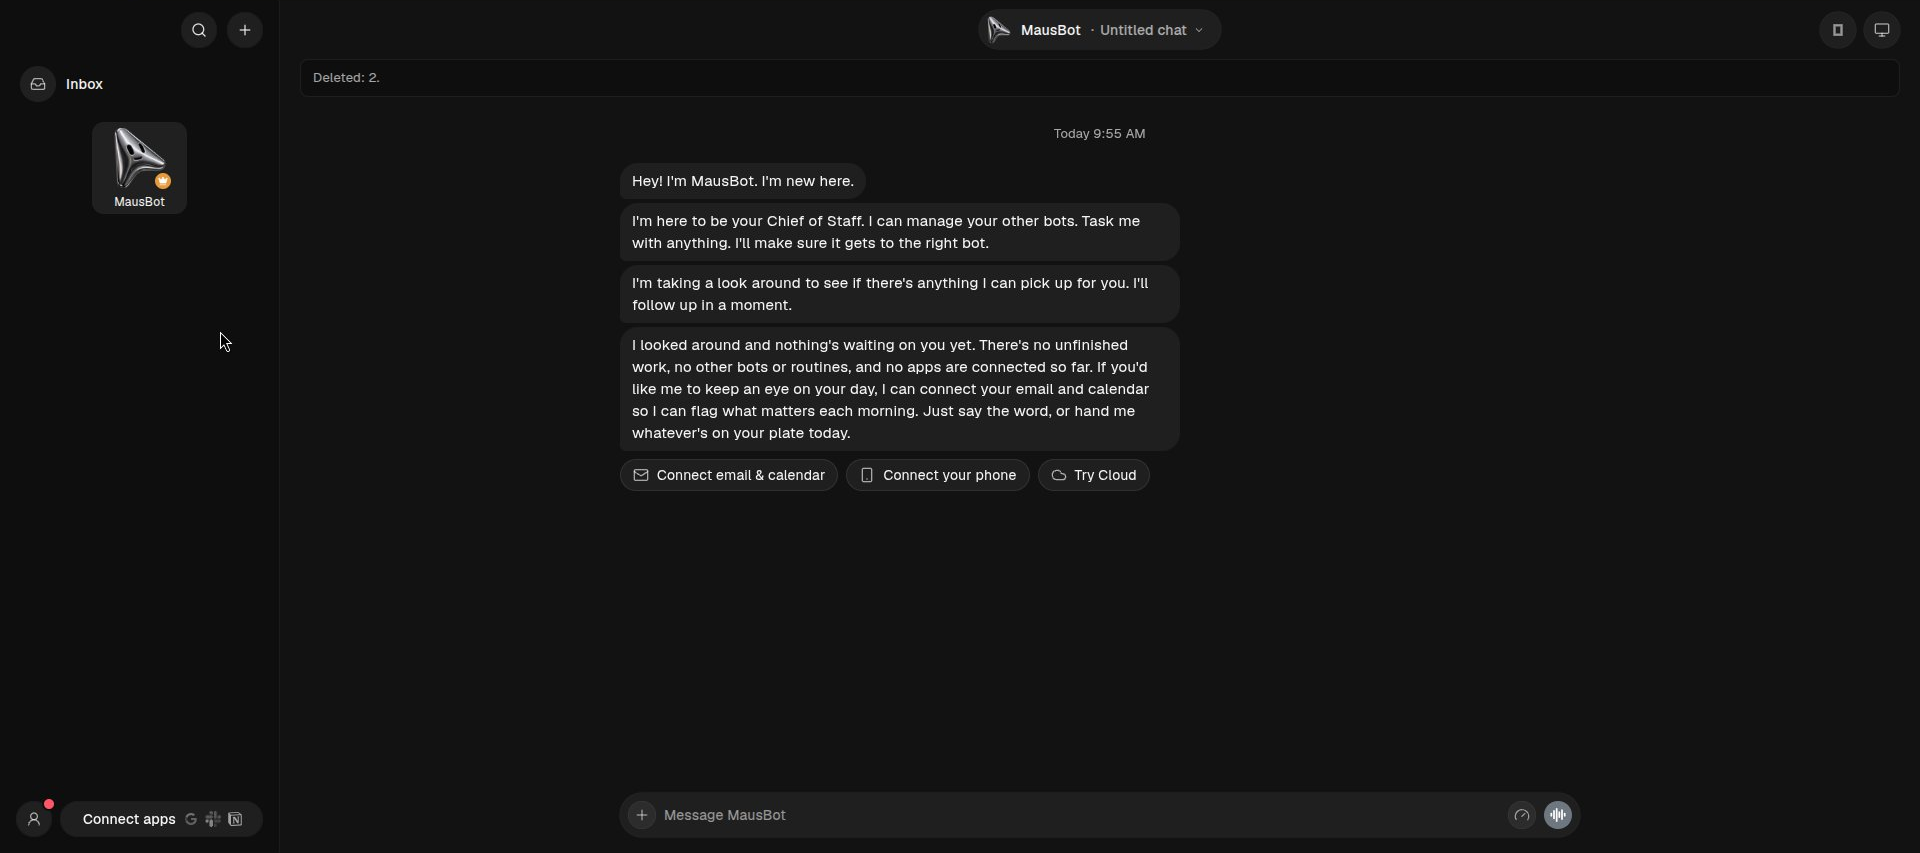 MausBot · Untitled chat
Inbox
Deleted: 2.
MausBot
Today 9:55 AM
Hey! I'm MausBot. I'm new here.
I'm here to be your Chief of Staff. I can manage your other bots. Task me
with anything. I'll make sure it gets to the right bot.
I'm taking a look around to see if there's anything I can pick up for you. I'll
follow up in a moment.
I looked around and nothing's waiting on you yet. There's no unfinished
work, no other bots or routines, and no apps are connected so far. If you'd
like me to keep an eye on your day, I can connect your email and calendar
so I can flag what matters each morning. Just say the word, or hand me
whatever's on your plate today.
Connect email & calendar
Connect your phone
Try Cloud
Connect apps
Message MausBot